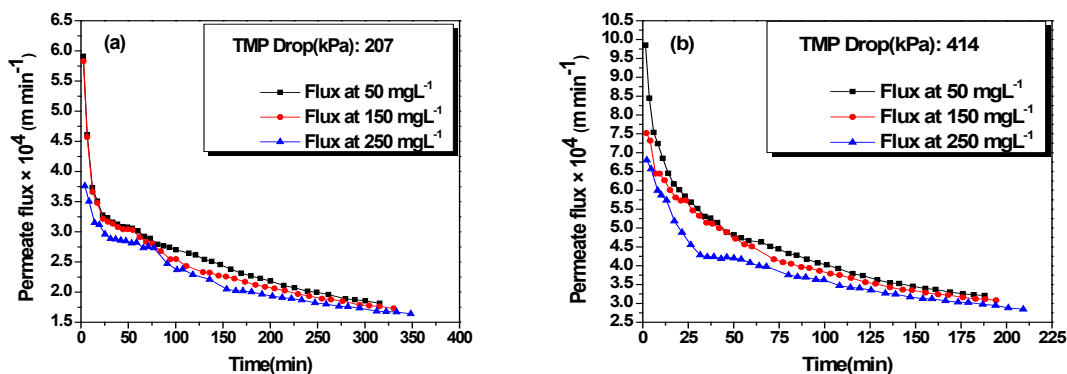 (a)
TMP Drop(kPa): 207
Flux at 50 mgL⁻¹
Flux at 150 mgL⁻¹
Flux at 250 mgL⁻¹
Permeate flux × 10⁴ (m min⁻¹)
6.5
6.0
5.5
5.0
4.5
4.0
3.5
3.0
2.5
2.0
1.5
0 50 100 150 200 250 300 350 400
Time(min)
(b)
TMP Drop(kPa): 414
Flux at 50 mgL⁻¹
Flux at 150 mgL⁻¹
Flux at 250 mgL⁻¹
Permeate flux × 10⁴ (m min⁻¹)
10.5
10.0
9.5
9.0
8.5
8.0
7.5
7.0
6.5
6.0
5.5
5.0
4.5
4.0
3.5
3.0
2.5
0 25 50 75 100 125 150 175 200 225
Time(min)